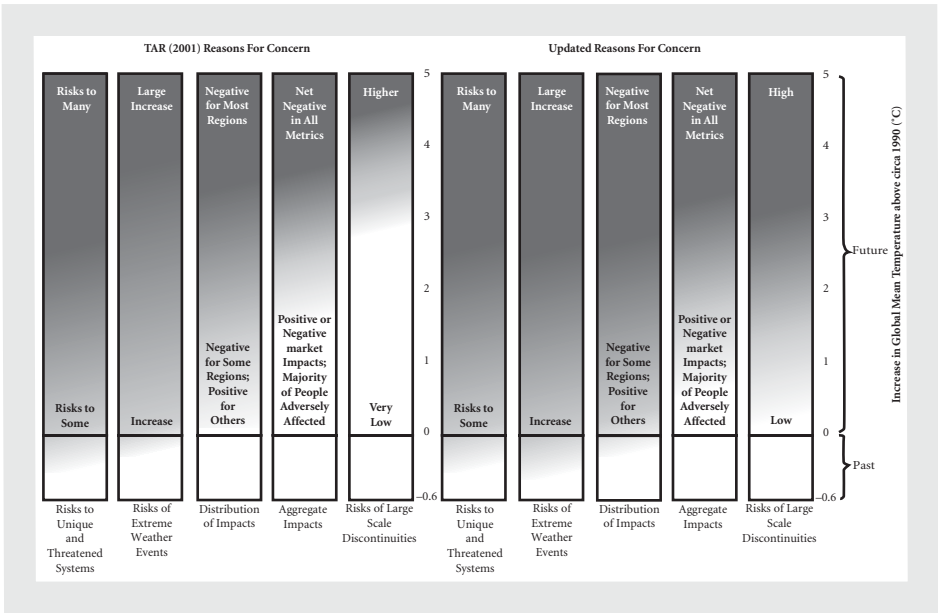 TAR (2001) Reasons For Concern
Risks to
Many
Risks to
Some
Large
Increase
Increase
Negative
for Most
Regions
Negative
for Some
Regions;
Positive
for
Others
Net
Negative
in All
Metrics
Positive or
Negative
market
Impacts;
Majority
of People
Adversely
Affected
Higher
Very
Low
5
4
3
2
1
0
–0.6
Risks to
Unique
and
Threatened
Systems
Risks of
Extreme
Weather
Events
Distribution
of Impacts
Aggregate
Impacts
Risks of Large
Scale
Discontinuities
Updated Reasons For Concern
Risks to
Many
Risks to
Some
Large
Increase
Increase
Negative
for Most
Regions
Negative
for Some
Regions;
Positive
for
Others
Net
Negative
in All
Metrics
Positive or
Negative
market
Impacts;
Majority
of People
Adversely
Affected
High
Low
5
4
3
2
1
0
–0.6
Future
Past
Increase in Global Mean Temperature above circa 1990 (°C)
Risks to
Unique
and
Threatened
Systems
Risks of
Extreme
Weather
Events
Distribution
of Impacts
Aggregate
Impacts
Risks of Large
Scale
Discontinuities